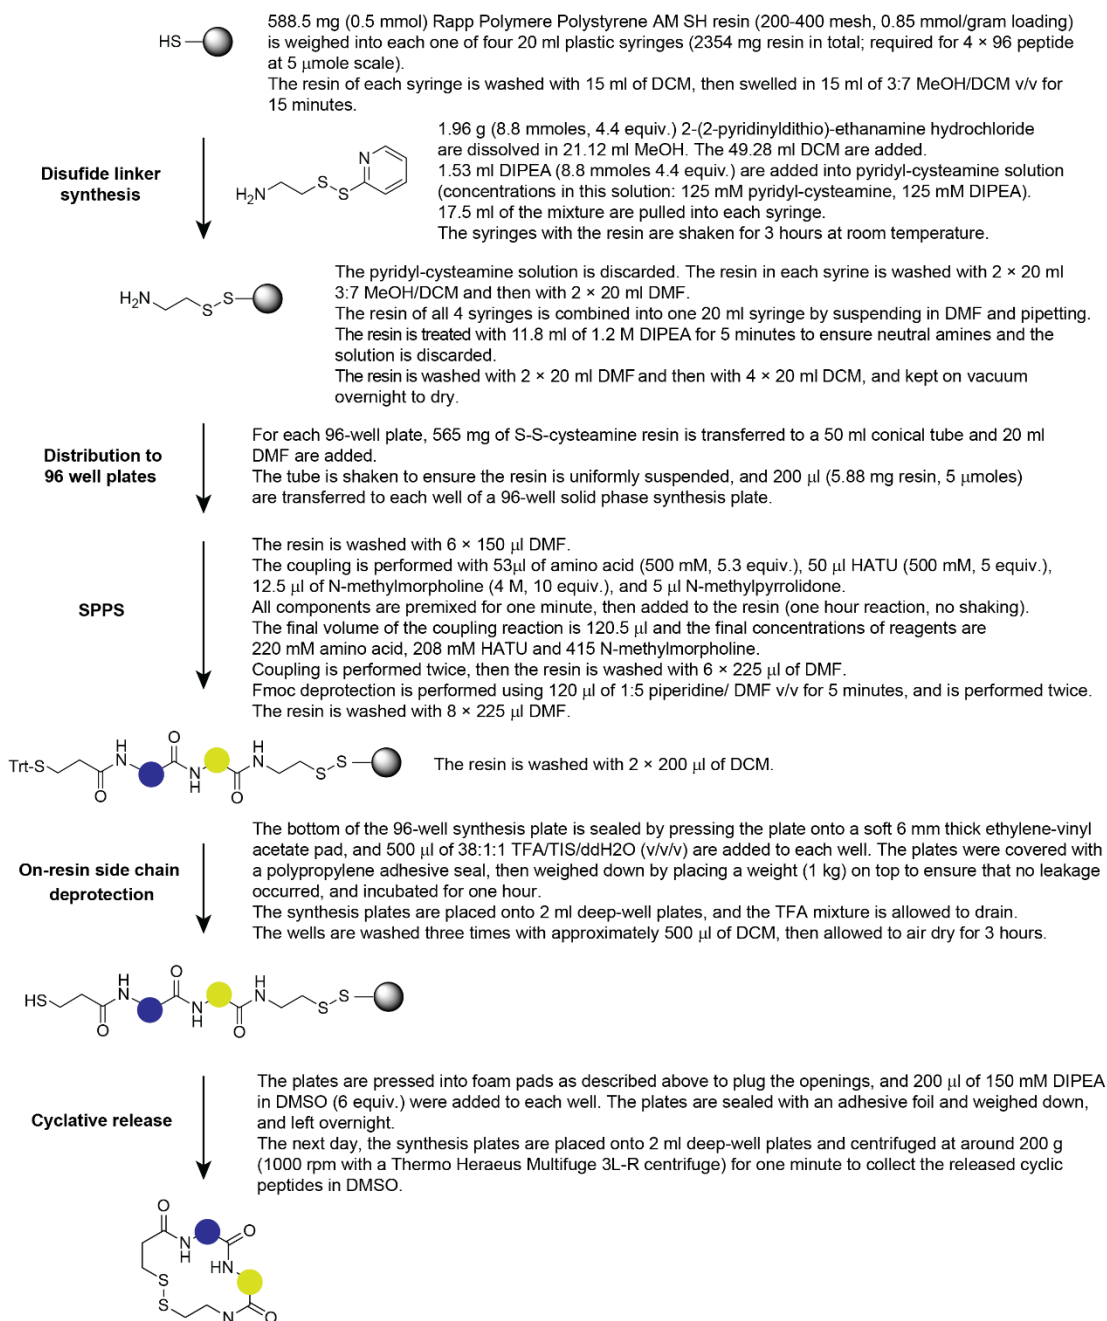 588.5 mg (0.5 mmol) Rapp Polymere Polystyrene AM SH resin (200-400 mesh, 0.85 mmol/gram loading)
is weighed into each one of four 20 ml plastic syringes (2354 mg resin in total; required for 4 × 96 peptide
at 5 μmole scale).
The resin of each syringe is washed with 15 ml of DCM, then swelled in 15 ml of 3:7 MeOH/DCM v/v for
15 minutes.
HS
Disulfide linker
synthesis
N
H2N
S
S
1.96 g (8.8 mmoles, 4.4 equiv.) 2-(2-pyridinyldithio)-ethanamine hydrochloride
are dissolved in 21.12 ml MeOH. The 49.28 ml DCM are added.
1.53 ml DIPEA (8.8 mmoles 4.4 equiv.) are added into pyridyl-cysteamine solution
(concentrations in this solution: 125 mM pyridyl-cysteamine, 125 mM DIPEA).
17.5 ml of the mixture are pulled into each syringe.
The syringes with the resin are shaken for 3 hours at room temperature.
H2N
S
S
The pyridyl-cysteamine solution is discarded. The resin in each syrine is washed with 2 × 20 ml
3:7 MeOH/DCM and then with 2 × 20 ml DMF.
The resin of all 4 syringes is combined into one 20 ml syringe by suspending in DMF and pipetting.
The resin is treated with 11.8 ml of 1.2 M DIPEA for 5 minutes to ensure neutral amines and the
solution is discarded.
The resin is washed with 2 × 20 ml DMF and then with 4 × 20 ml DCM, and kept on vacuum
overnight to dry.
Distribution to
96 well plates
For each 96-well plate, 565 mg of S-S-cysteamine resin is transferred to a 50 ml conical tube and 20 ml
DMF are added.
The tube is shaken to ensure the resin is uniformly suspended, and 200 μl (5.88 mg resin, 5 μmoles)
are transferred to each well of a 96-well solid phase synthesis plate.
SPPS
The resin is washed with 6 × 150 μl DMF.
The coupling is performed with 53μl of amino acid (500 mM, 5.3 equiv.), 50 μl HATU (500 mM, 5 equiv.),
12.5 μl of N-methylmorpholine (4 M, 10 equiv.), and 5 μl N-methylpyrrolidone.
All components are premixed for one minute, then added to the resin (one hour reaction, no shaking).
The final volume of the coupling reaction is 120.5 μl and the final concentrations of reagents are
220 mM amino acid, 208 mM HATU and 415 N-methylmorpholine.
Coupling is performed twice, then the resin is washed with 6 × 225 μl of DMF.
Fmoc deprotection is performed using 120 μl of 1:5 piperidine/ DMF v/v for 5 minutes, and is performed twice.
The resin is washed with 8 × 225 μl DMF.
Trt-S
O
H
N
O
N
H
O
H
N
S
S
The resin is washed with 2 × 200 μl of DCM.
On-resin side chain
deprotection
The bottom of the 96-well synthesis plate is sealed by pressing the plate onto a soft 6 mm thick ethylene-vinyl
acetate pad, and 500 μl of 38:1:1 TFA/TIS/ddH2O (v/v/v) are added to each well. The plates were covered with
a polypropylene adhesive seal, then weighed down by placing a weight (1 kg) on top to ensure that no leakage
occurred, and incubated for one hour.
The synthesis plates are placed onto 2 ml deep-well plates, and the TFA mixture is allowed to drain.
The wells are washed three times with approximately 500 μl of DCM, then allowed to air dry for 3 hours.
HS
O
H
N
O
N
H
O
H
N
S
S
Cyclative release
The plates are pressed into foam pads as described above to plug the openings, and 200 μl of 150 mM DIPEA
in DMSO (6 equiv.) were added to each well. The plates are sealed with an adhesive foil and weighed down,
and left overnight.
The next day, the synthesis plates are placed onto 2 ml deep-well plates and centrifuged at around 200 g
(1000 rpm with a Thermo Heraeus Multifuge 3L-R centrifuge) for one minute to collect the released cyclic
peptides in DMSO.
O
N
H
O
HN
S
S
N
O